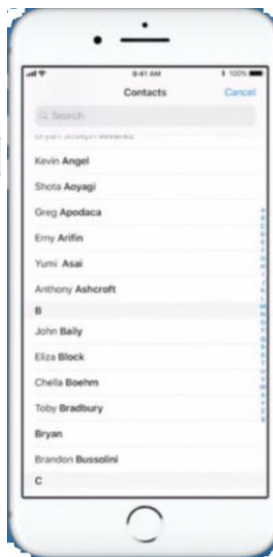 9:41 AM 100%
Contacts Cancel
Search
Kevin Angel
Shota Aoyagi
Greg Apodaca
Emy Arifin
Yumi Asai
Anthony Ashcroft
B
John Baily
Eliza Block
Chella Boehm
Toby Bradbury
Bryan
Brandon Bussolini
C